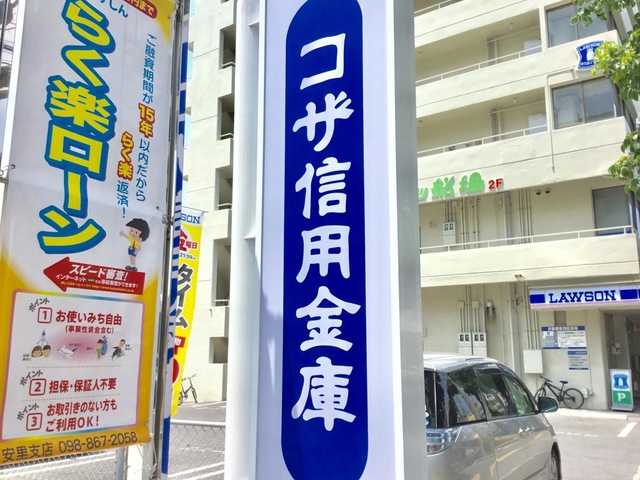 らく楽ローン
ご融資期間が
15年以内だから
らく楽返済!
スピード審査!
ポイント
1 お使いみち自由
(事業性資金含む)
ポイント
2 担保・保証人不要
ポイント
3 お取引きのない方も
ご利用OK!
安里支店 098-867-2058
コザ信用金庫
LAWSON
2F
LAWSON
LAWSON
P